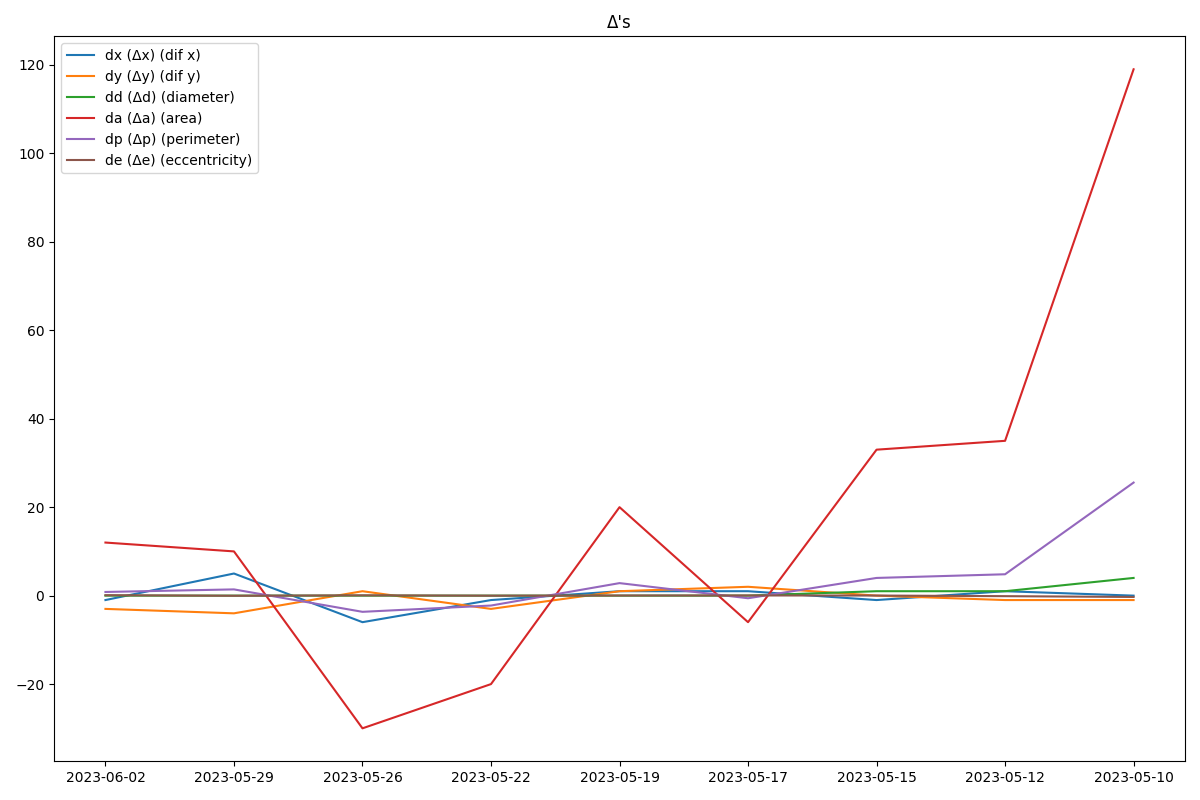 Δ's
dx (Δx) (dif x)
dy (Δy) (dif y)
dd (Δd) (diameter)
da (Δa) (area)
dp (Δp) (perimeter)
de (Δe) (eccentricity)
120
100
80
60
40
20
0
−20
2023-06-02 2023-05-29 2023-05-26 2023-05-22 2023-05-19 2023-05-17 2023-05-15 2023-05-12 2023-05-10